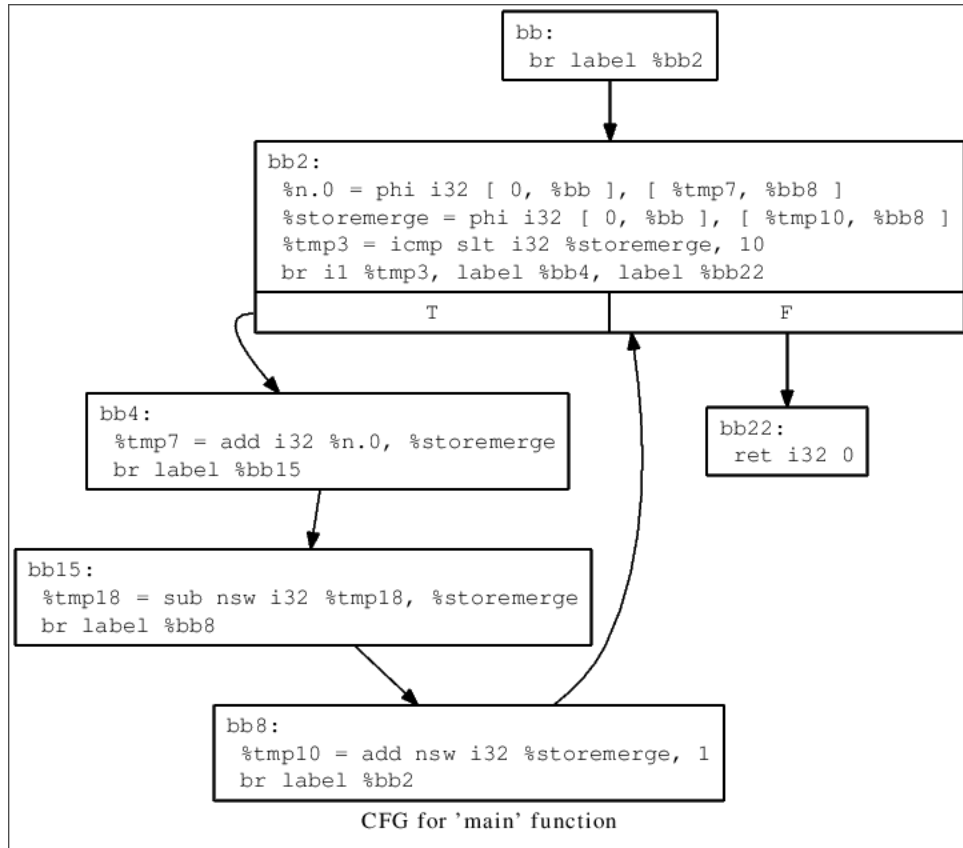 bb:
br label %bb2
bb2:
%n.0 = phi i32 [ 0, %bb ], [ %tmp7, %bb8 ]
%storemerge = phi i32 [ 0, %bb ], [ %tmp10, %bb8 ]
%tmp3 = icmp slt i32 %storemerge, 10
br i1 %tmp3, label %bb4, label %bb22
T
F
bb4:
%tmp7 = add i32 %n.0, %storemerge
br label %bb15
bb22:
ret i32 0
bb15:
%tmp18 = sub nsw i32 %tmp18, %storemerge
br label %bb8
bb8:
%tmp10 = add nsw i32 %storemerge, 1
br label %bb2
CFG for 'main' function